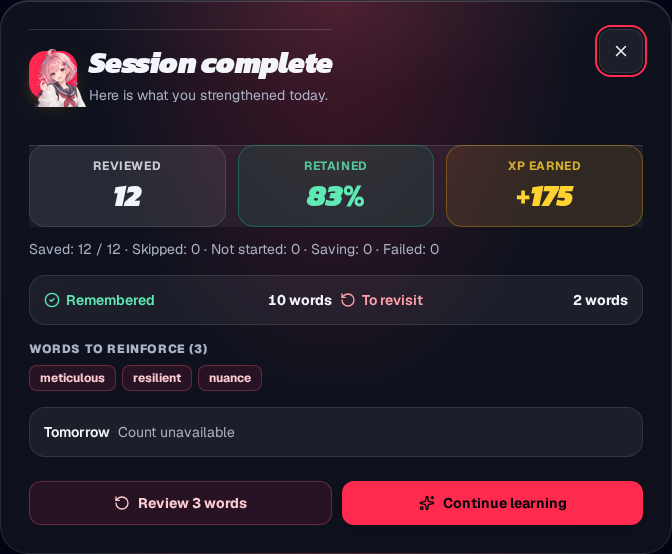 Session complete
Here is what you strengthened today.
REVIEWED
12
RETAINED
83%
XP EARNED
+175
Saved: 12 / 12 · Skipped: 0 · Not started: 0 · Saving: 0 · Failed: 0
Remembered 10 words To revisit 2 words
WORDS TO REINFORCE (3)
meticulous resilient nuance
Tomorrow Count unavailable
Review 3 words
Continue learning